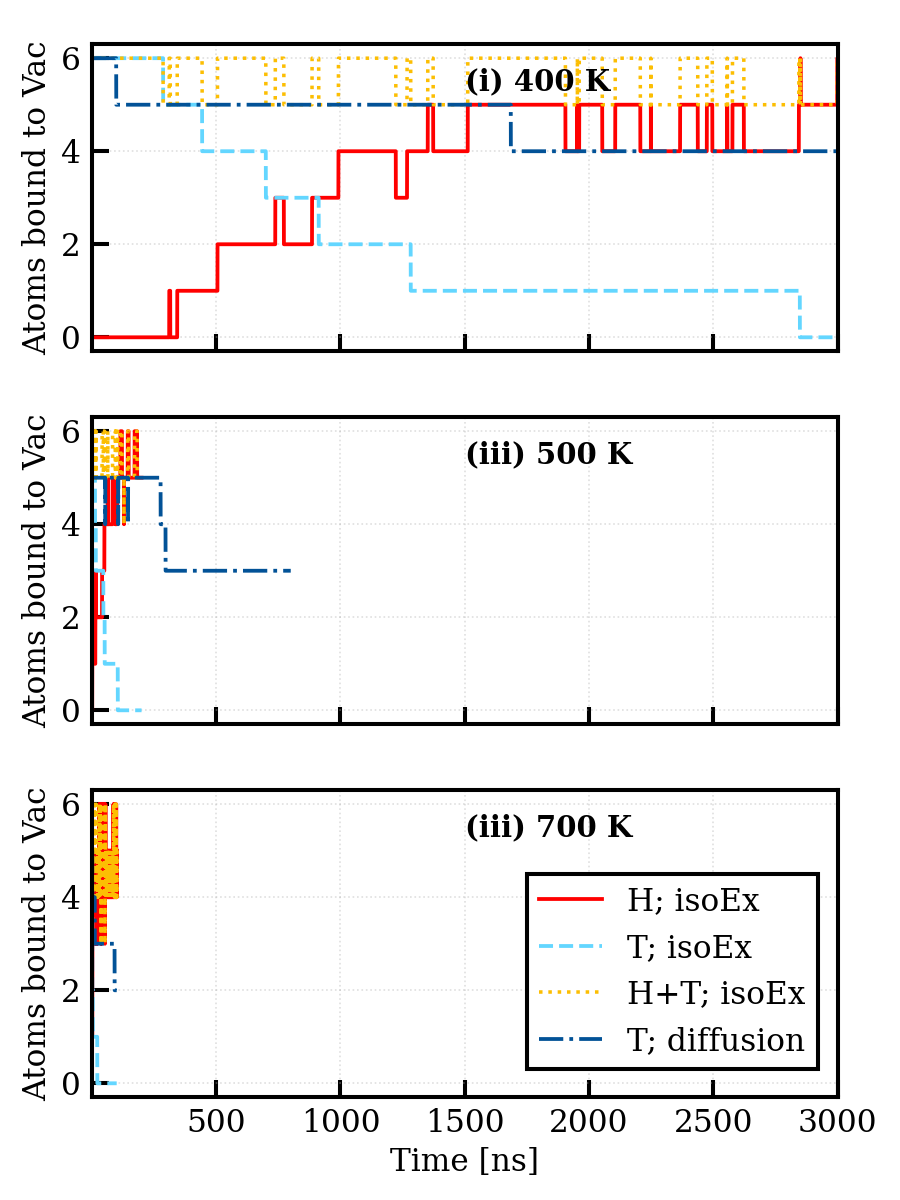 6
4
2
0
Atoms bound to Vac
(i) 400 K
6
4
2
0
Atoms bound to Vac
(iii) 500 K
6
4
2
0
Atoms bound to Vac
(iii) 700 K
H; isoEx
T; isoEx
H+T; isoEx
T; diffusion
500 1000 1500 2000 2500 3000
Time [ns]